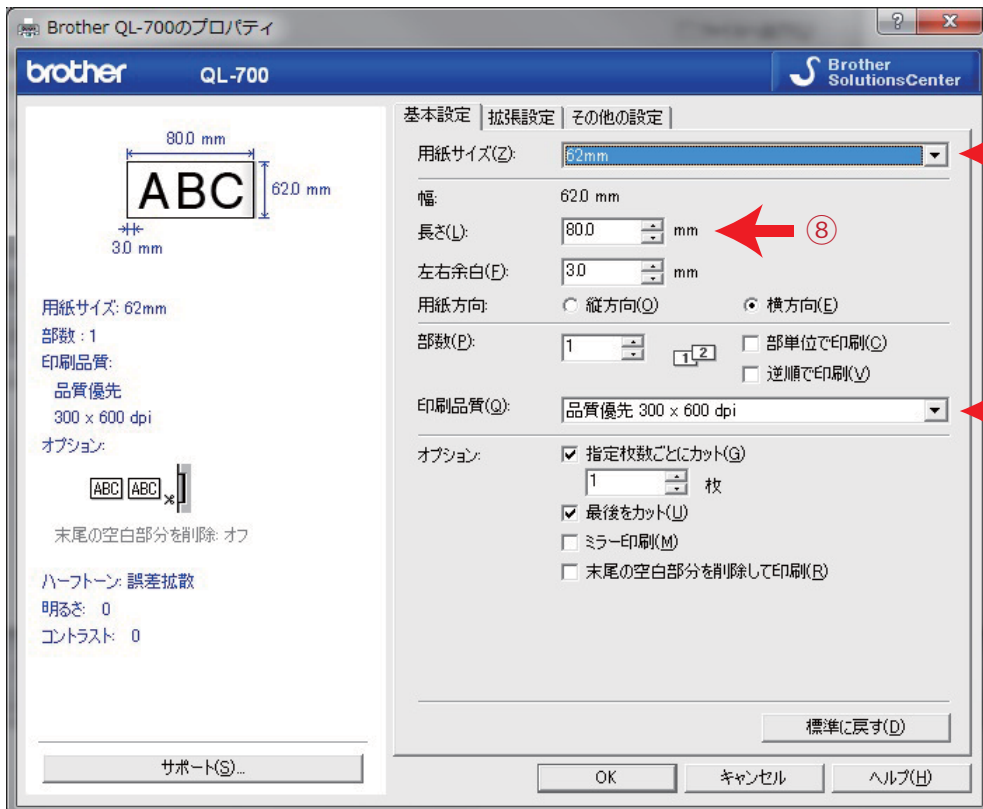 Brother QL-700のプロパティ
brother QL-700 Brother SolutionsCenter
80.0 mm
ABC
62.0 mm
3.0 mm
用紙サイズ: 62mm
部数 : 1
印刷品質:
品質優先
300 x 600 dpi
オプション:
ABC ABC
末尾の空白部分を削除: オフ
ハーフトーン: 誤差拡散
明るさ: 0
コントラスト: 0
サポート(S)...
基本設定 拡張設定 その他の設定
用紙サイズ(Z): 62mm
幅: 62.0 mm
長さ(L): 80.0 mm ⑧
左右余白(F): 3.0 mm
用紙方向: 縦方向(O) 横方向(E)
部数(P): 1 1 2 部単位で印刷(C)
逆順で印刷(V)
印刷品質(Q): 品質優先 300 x 600 dpi
オプション: 指定枚数ごとにカット(G)
1 枚
最後をカット(U)
ミラー印刷(M)
末尾の空白部分を削除して印刷(R)
標準に戻す(D)
OK キャンセル ヘルプ(H)